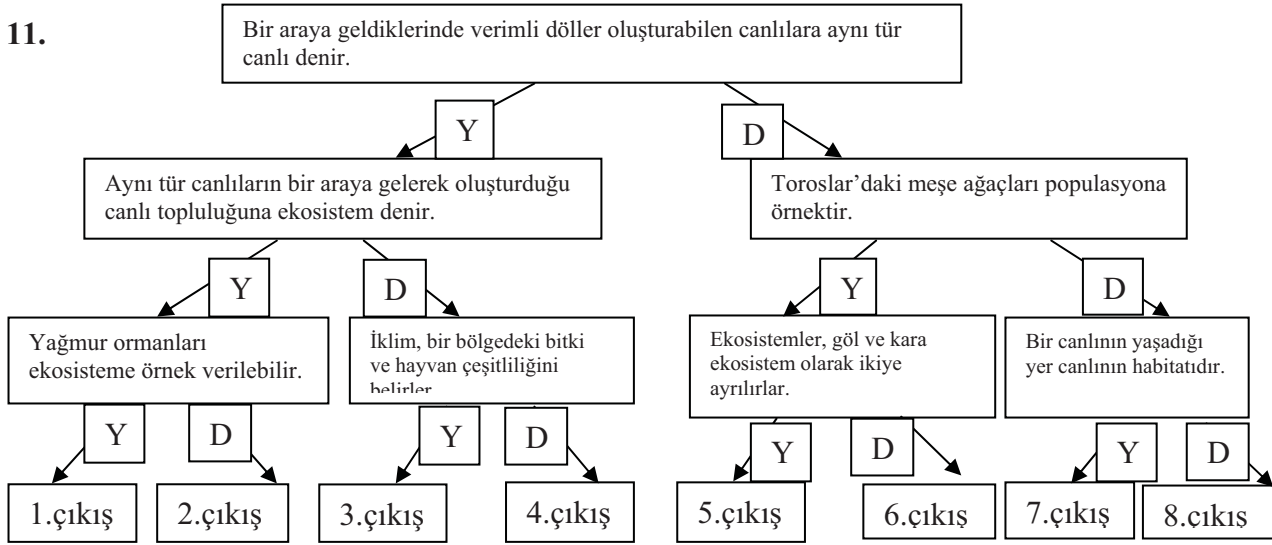 11.
Bir araya geldiklerinde verimli döller oluşturabilen canlılara aynı tür
canlı denir.
Y
D
Aynı tür canlıların bir araya gelerek oluşturduğu
canlı topluluğuna ekosistem denir.
Toroslar’daki meşe ağaçları populasyona
örnektir.
Y
D
Y
D
Yağmur ormanları
ekosisteme örnek verilebilir.
İklim, bir bölgedeki bitki
ve hayvan çeşitliliğini
belirler
Ekosistemler, göl ve kara
ekosistem olarak ikiye
ayrılırlar.
Bir canlının yaşadığı
yer canlının habitatıdır.
Y
D
Y
D
Y
D
Y
D
1.çıkış
2.çıkış
3.çıkış
4.çıkış
5.çıkış
6.çıkış
7.çıkış
8.çıkış